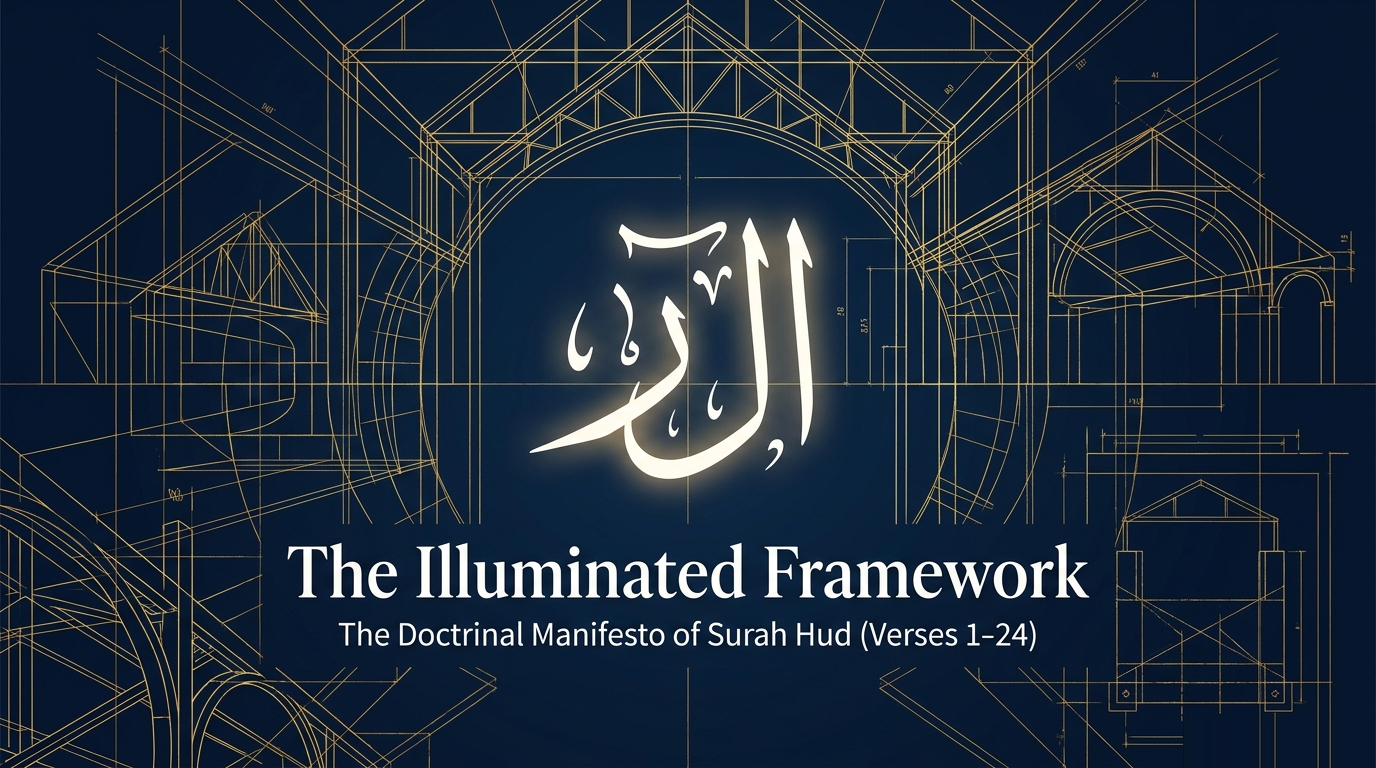 الر
The Illuminated Framework
The Doctrinal Manifesto of Surah Hud (Verses 1–24)